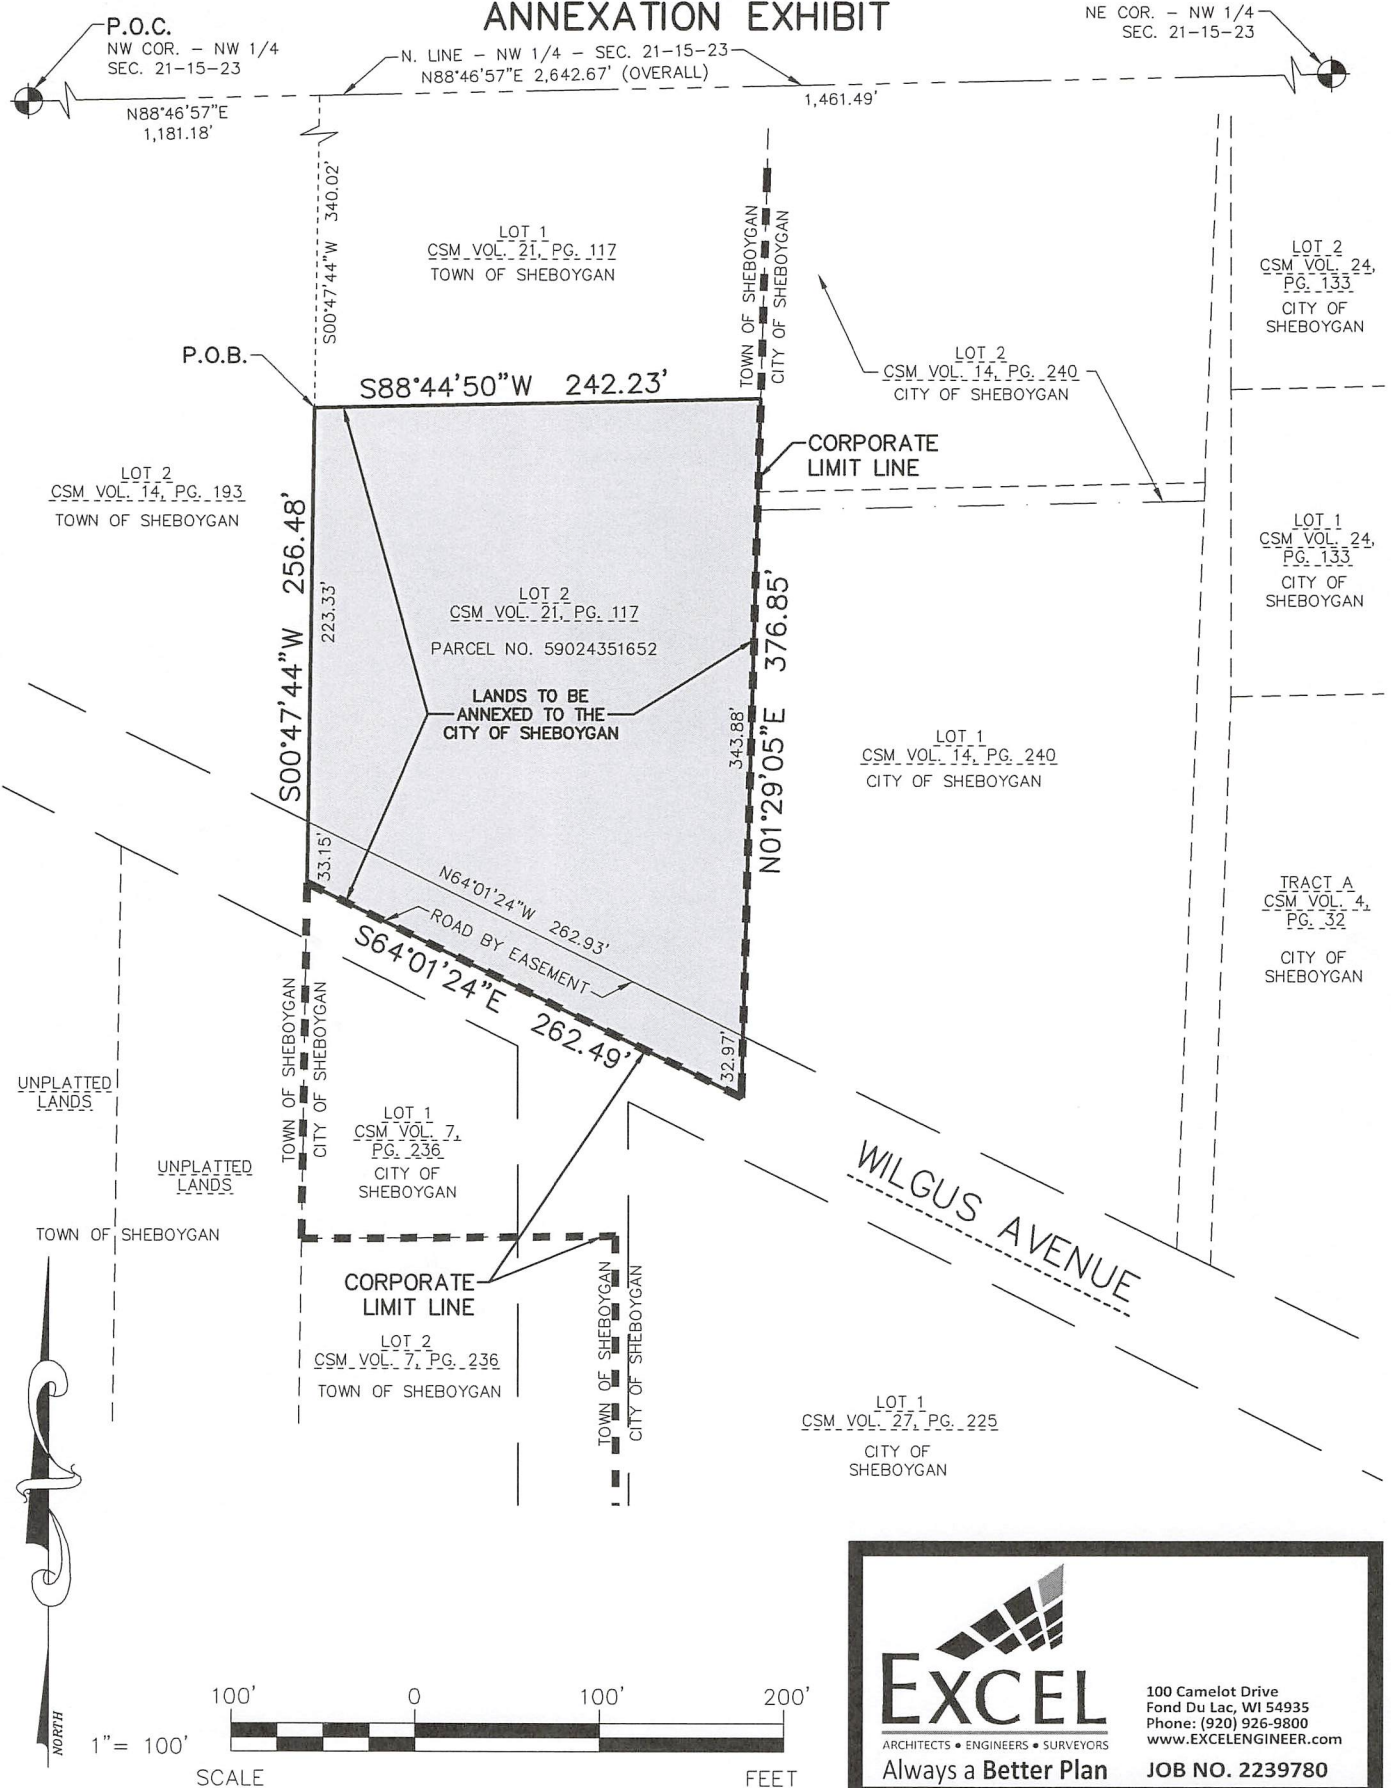 ANNEXATION EXHIBIT
P.O.C.
NW COR. – NW 1/4
SEC. 21–15–23
N. LINE – NW 1/4 – SEC. 21–15–23
N88°46'57"E 2,642.67' (OVERALL)
NE COR. – NW 1/4
SEC. 21–15–23
N88°46'57"E
1,181.18'
1,461.49'
S00°47'44"W 340.02'
LOT 1
CSM VOL. 21, PG. 117
TOWN OF SHEBOYGAN
TOWN OF SHEBOYGAN
CITY OF SHEBOYGAN
LOT 2
CSM VOL. 24,
PG. 133
CITY OF
SHEBOYGAN
P.O.B.
S88°44'50"W 242.23'
LOT 2
CSM VOL. 14, PG. 240
CITY OF SHEBOYGAN
CORPORATE
LIMIT LINE
LOT 2
CSM VOL. 14, PG. 193
TOWN OF SHEBOYGAN
S00°47'44"W 256.48'
223.33'
33.15'
LOT 2
CSM VOL. 21, PG. 117
PARCEL NO. 59024351652
LANDS TO BE
ANNEXED TO THE
CITY OF SHEBOYGAN
N01°29'05"E 376.85'
343.88'
32.97'
LOT 1
CSM VOL. 24,
PG. 133
CITY OF
SHEBOYGAN
LOT 1
CSM VOL. 14, PG. 240
CITY OF SHEBOYGAN
N64°01'24"W 262.93'
ROAD BY EASEMENT
S64°01'24"E 262.49'
TRACT A
CSM VOL. 4,
PG. 32
CITY OF
SHEBOYGAN
TOWN OF SHEBOYGAN
CITY OF SHEBOYGAN
UNPLATTED
LANDS
UNPLATTED
LANDS
TOWN OF SHEBOYGAN
LOT 1
CSM VOL. 7,
PG. 236
CITY OF
SHEBOYGAN
WILGUS AVENUE
CORPORATE
LIMIT LINE
LOT 2
CSM VOL. 7, PG. 236
TOWN OF SHEBOYGAN
TOWN OF SHEBOYGAN
CITY OF SHEBOYGAN
LOT 1
CSM VOL. 27, PG. 225
CITY OF
SHEBOYGAN
NORTH
1"= 100'
100' 0 100' 200'
SCALE FEET
EXCEL
ARCHITECTS • ENGINEERS • SURVEYORS
Always a Better Plan
100 Camelot Drive
Fond Du Lac, WI 54935
Phone: (920) 926-9800
www.EXCELENGINEER.com
JOB NO. 2239780